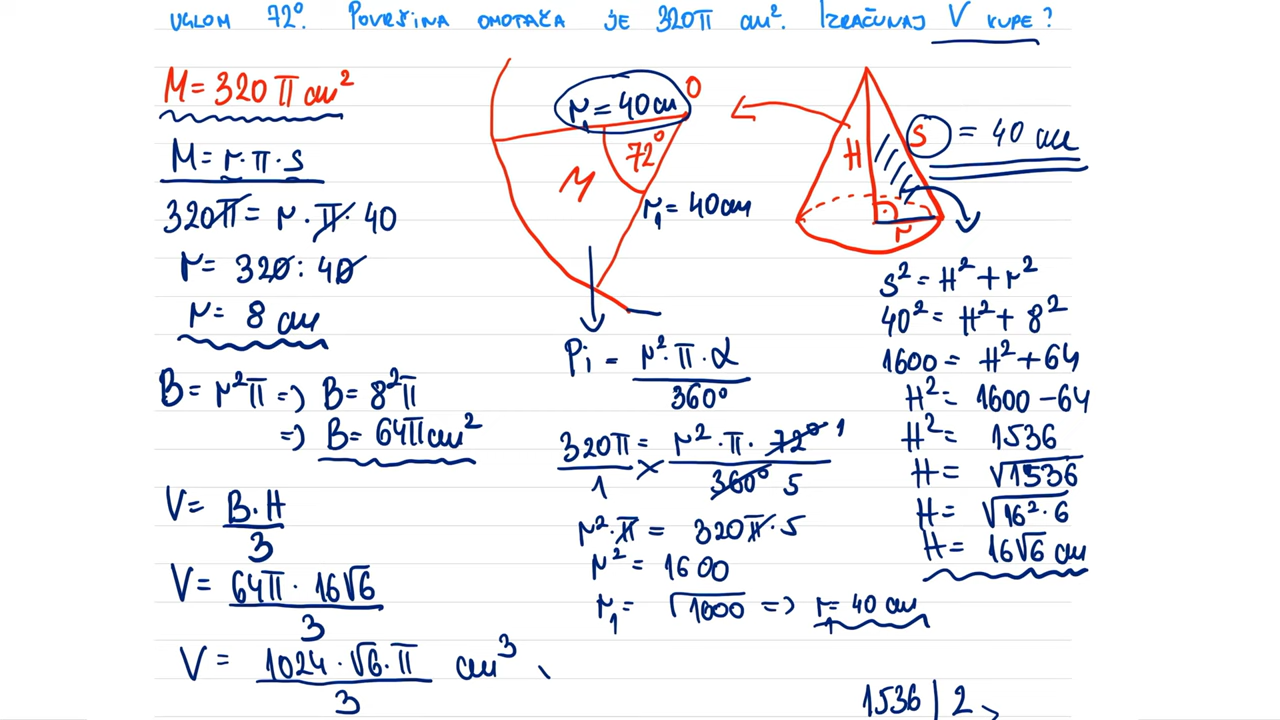 UGLOM 72°. POVRŠINA OMOTAČA JE 320π cm². IZRAČUNAJ V KUPE?
M = 320π cm²
M = r·π·s
320π = r·π·40
r = 320 : 40
r = 8 cm
B = r²π => B = 8²π
=> B = 64π cm²
V = B·H / 3
V = 64π · 16√6 / 3
V = 1024·√6·π / 3 cm³
r₁ = 40 cm
O
72°
M
r₁ = 40 cm
Pi = r²·π·α / 360°
320π / 1 = r²·π·72° 1 / 360° 5
r²·π = 320π·5
r² = 1600
r₁ = √1600 => r₁ = 40 cm
H
S = 40 cm
r
s² = H² + r²
40² = H² + 8²
1600 = H² + 64
H² = 1600 - 64
H² = 1536
H = √1536
H = √16²·6
H = 16√6 cm
1536 | 2